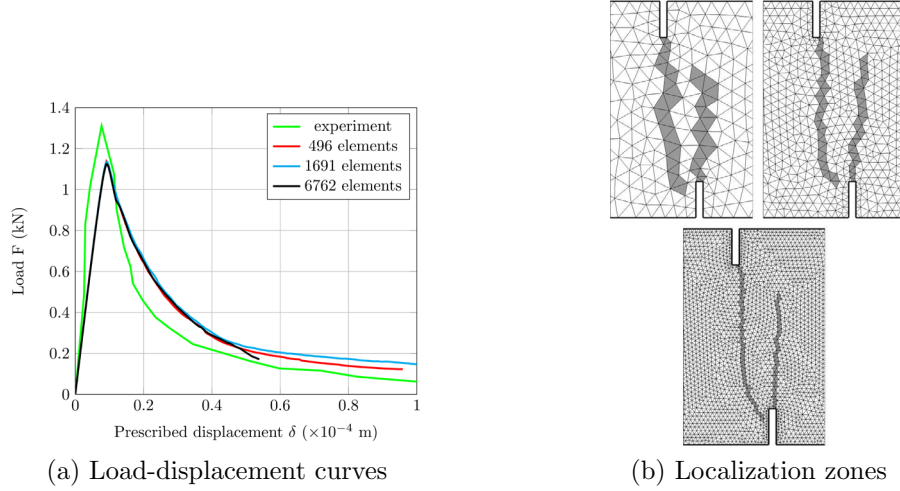 1.4
1.2
1
0.8
0.6
0.4
0.2
0
Load F (kN)
experiment
496 elements
1691 elements
6762 elements
0 0.2 0.4 0.6 0.8 1
Prescribed displacement δ (×10⁻⁴ m)
(a) Load-displacement curves
(b) Localization zones